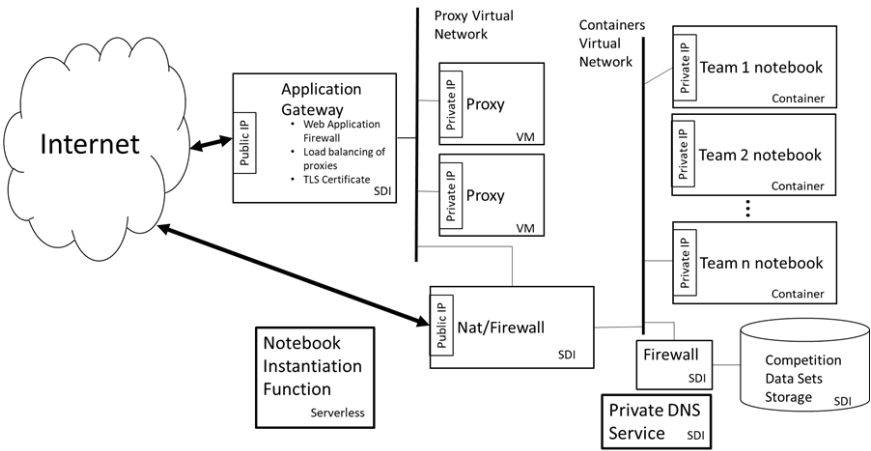 Internet
Public IP
Application
Gateway
• Web Application
Firewall
• Load balancing of
proxies
• TLS Certificate
SDI
Proxy Virtual
Network
Private IP
Proxy
VM
Private IP
Proxy
VM
Containers
Virtual
Network
Private IP
Team 1 notebook
Container
Private IP
Team 2 notebook
Container
Private IP
Team n notebook
Container
Public IP
Nat/Firewall
SDI
Notebook
Instantiation
Function
Serverless
Firewall
SDI
Private DNS
Service
SDI
Competition
Data Sets
Storage
SDI